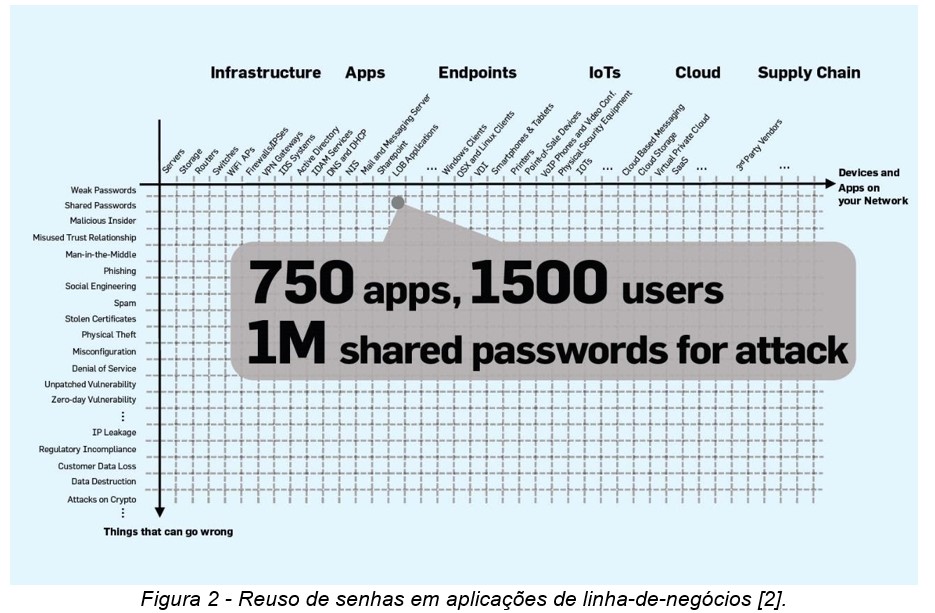 Infrastructure Apps Endpoints IoTs Cloud Supply Chain
Servers
Storage
Routers
Switches
WiFi APs
Firewalls/IPSes
VPN Gateways
IDS Systems
Active Directory
IDAM Services
DNS and DHCP
NTS
Mail and Messaging Server
Sharepoint
LOB Applications
...
Windows Clients
OSX and Linux Clients
VDI
Smartphones & Tablets
Printers
Point-of-Sale Devices
VoIP Phones and Video Conf.
Physical Security Equipment
IOTs
...
Cloud Based Messaging
Cloud Storage
Virtual Private Cloud
SaaS
...
3rd Party Vendors
...
Devices and
Apps on
your Network
Weak Passwords
Shared Passwords
Malicious Insider
Misused Trust Relationship
Man-in-the-Middle
Phishing
Social Engineering
Spam
Stolen Certificates
Physical Theft
Misconfiguration
Denial of Service
Unpatched Vulnerability
Zero-day Vulnerability
⋮
IP Leakage
Regulatory Incompliance
Customer Data Loss
Data Destruction
Attacks on Crypto
⋮
Things that can go wrong
750 apps, 1500 users
1M shared passwords for attack
Figura 2 - Reuso de senhas em aplicações de linha-de-negócios [2].